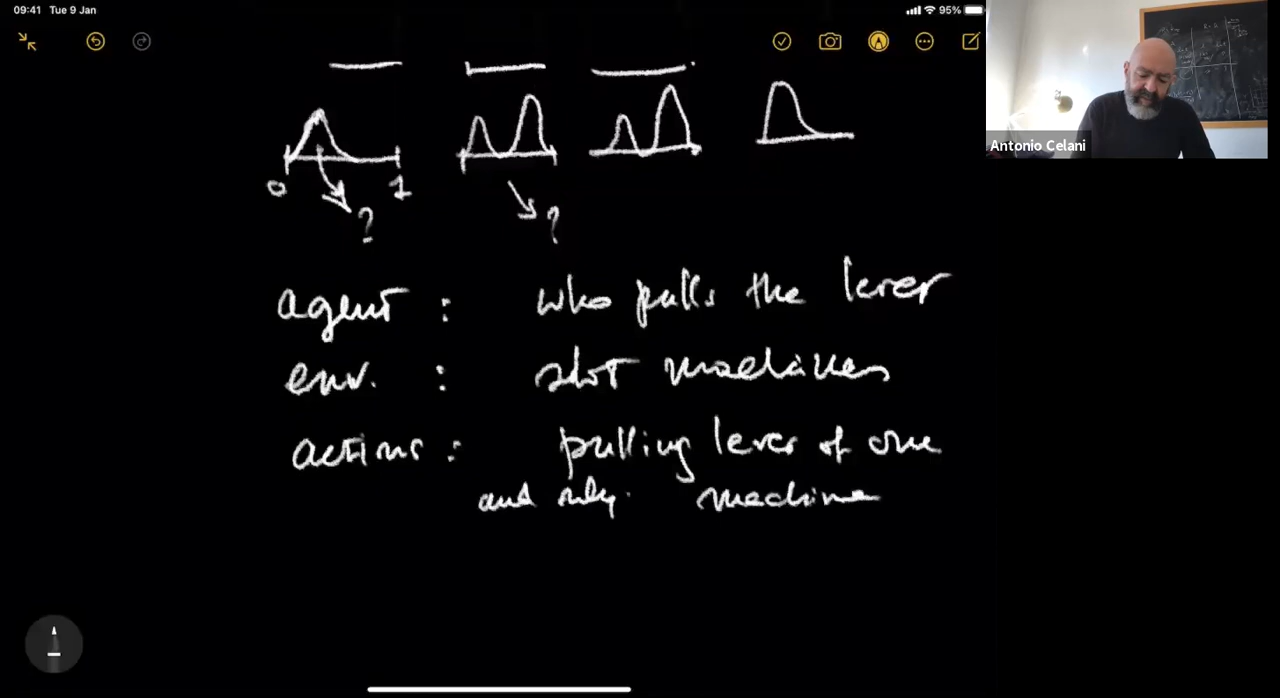 09:41 Tue 9 Jan
95%
0 1
? ?
agent : who pulls the lever
env. : slot machines
actions : pulling lever of one
and only. machine
Antonio Celani